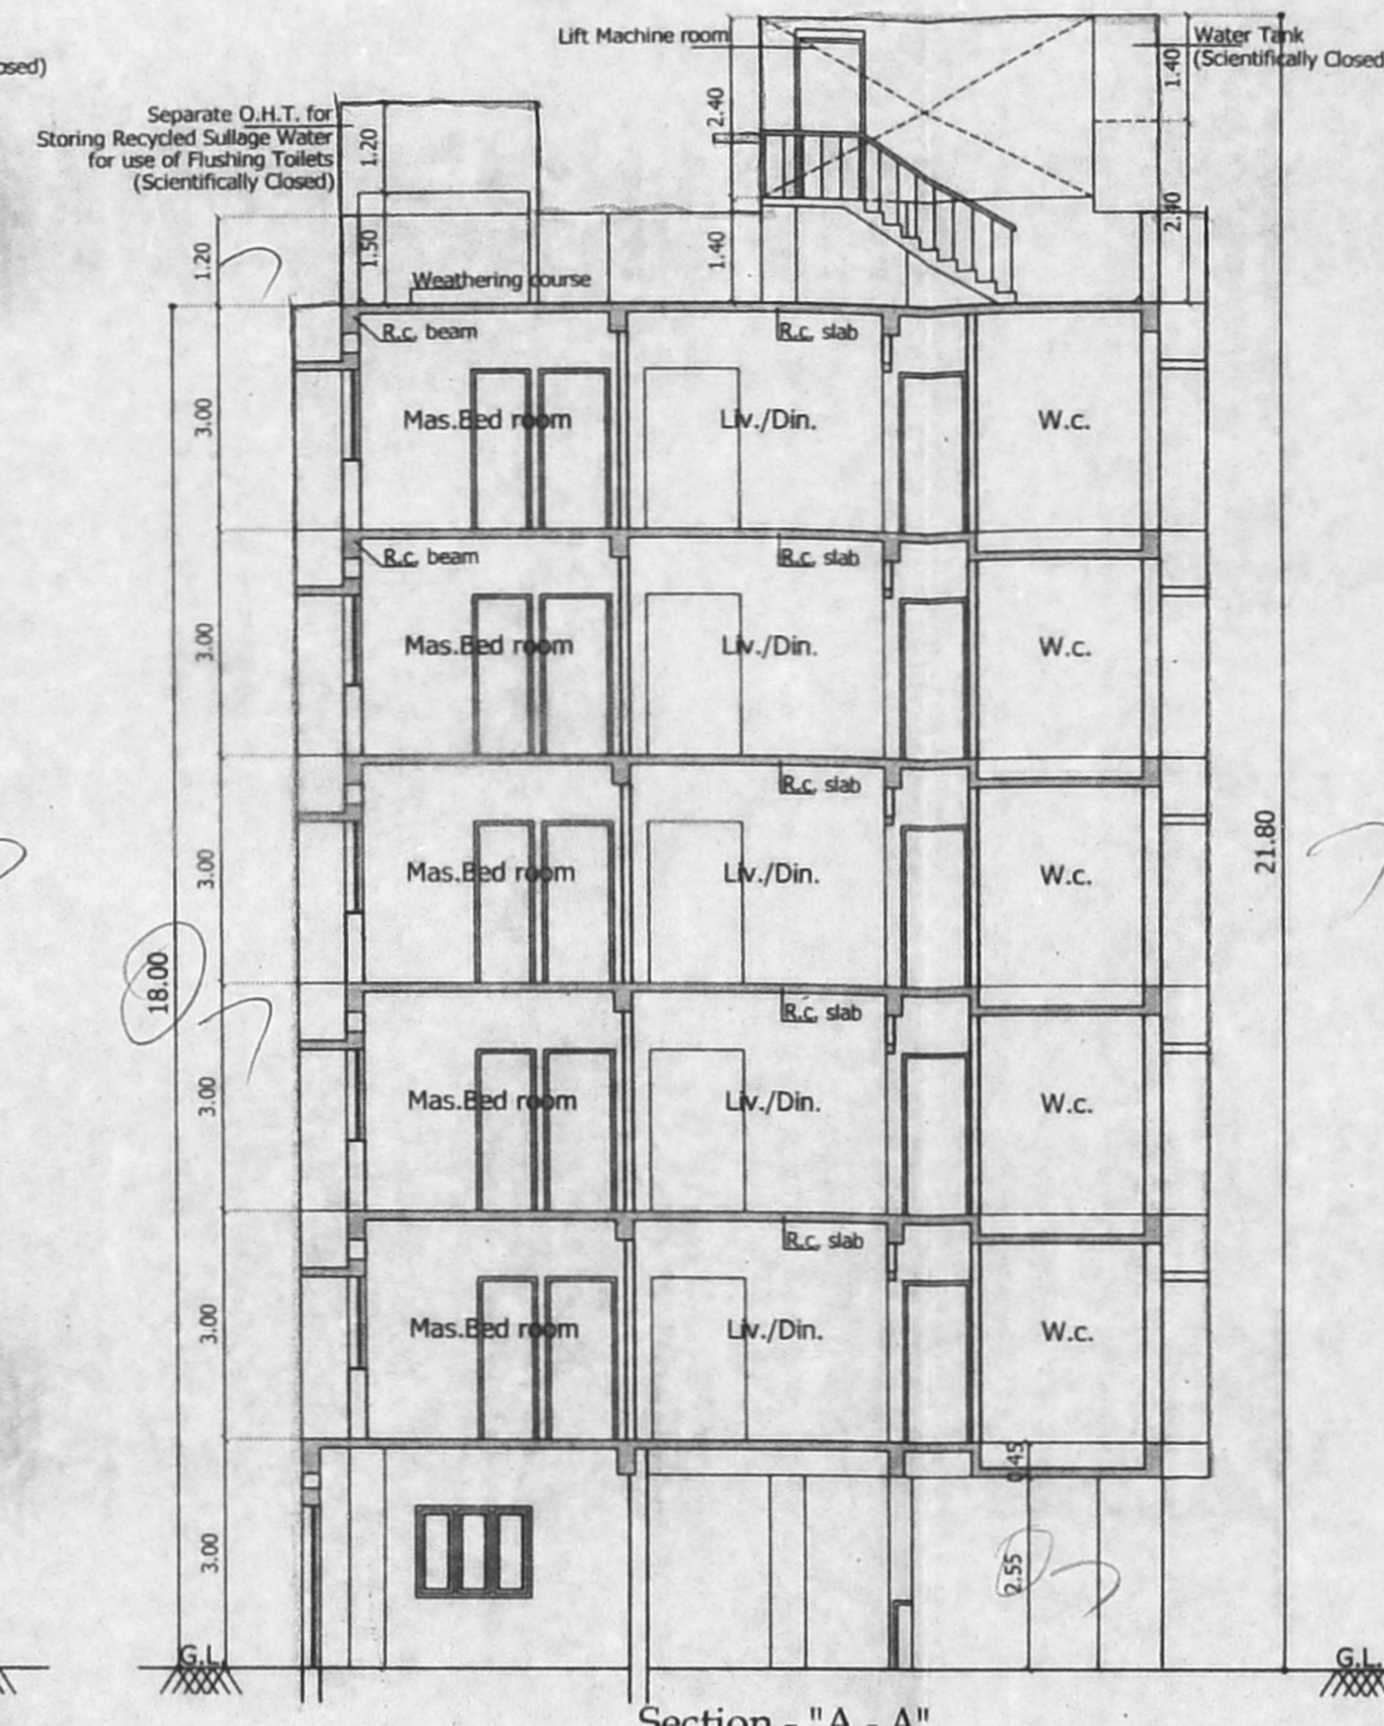 osed)
Lift Machine room
Water Tank
(Scientifically Closed
Separate O.H.T. for
Storing Recycled Sullage Water
for use of Flushing Toilets
(Scientifically Closed)
1.20
2.40
1.40
1.20
1.50
1.40
2.40
Weathering course
R.c. beam
R.c. slab
3.00
Mas.Bed room
Liv./Din.
W.c.
R.c. beam
R.c. slab
3.00
Mas.Bed room
Liv./Din.
W.c.
R.c. slab
3.00
Mas.Bed room
Liv./Din.
W.c.
21.80
18.00
R.c. slab
3.00
Mas.Bed room
Liv./Din.
W.c.
R.c. slab
3.00
Mas.Bed room
Liv./Din.
W.c.
0.45
3.00
2.55
G.L.
G.L.
Section - "A - A"